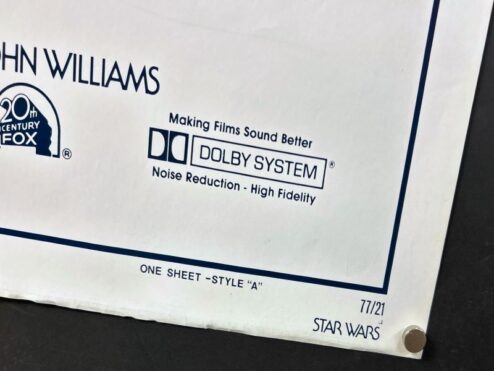 OHN WILLIAMS
20th
CENTURY
FOX
®
Making Films Sound Better
DOLBY SYSTEM®
Noise Reduction - High Fidelity
ONE SHEET -STYLE "A"
77/21
STAR WARS